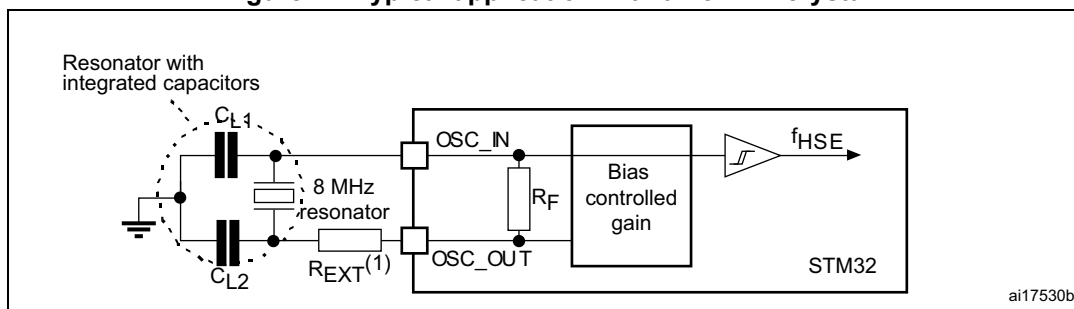 Resonator with
integrated capacitors
CL1
OSC_IN
fHSE
8 MHz
resonator
RF
Bias
controlled
gain
REXT(1)
OSC_OUT
CL2
STM32
ai17530b